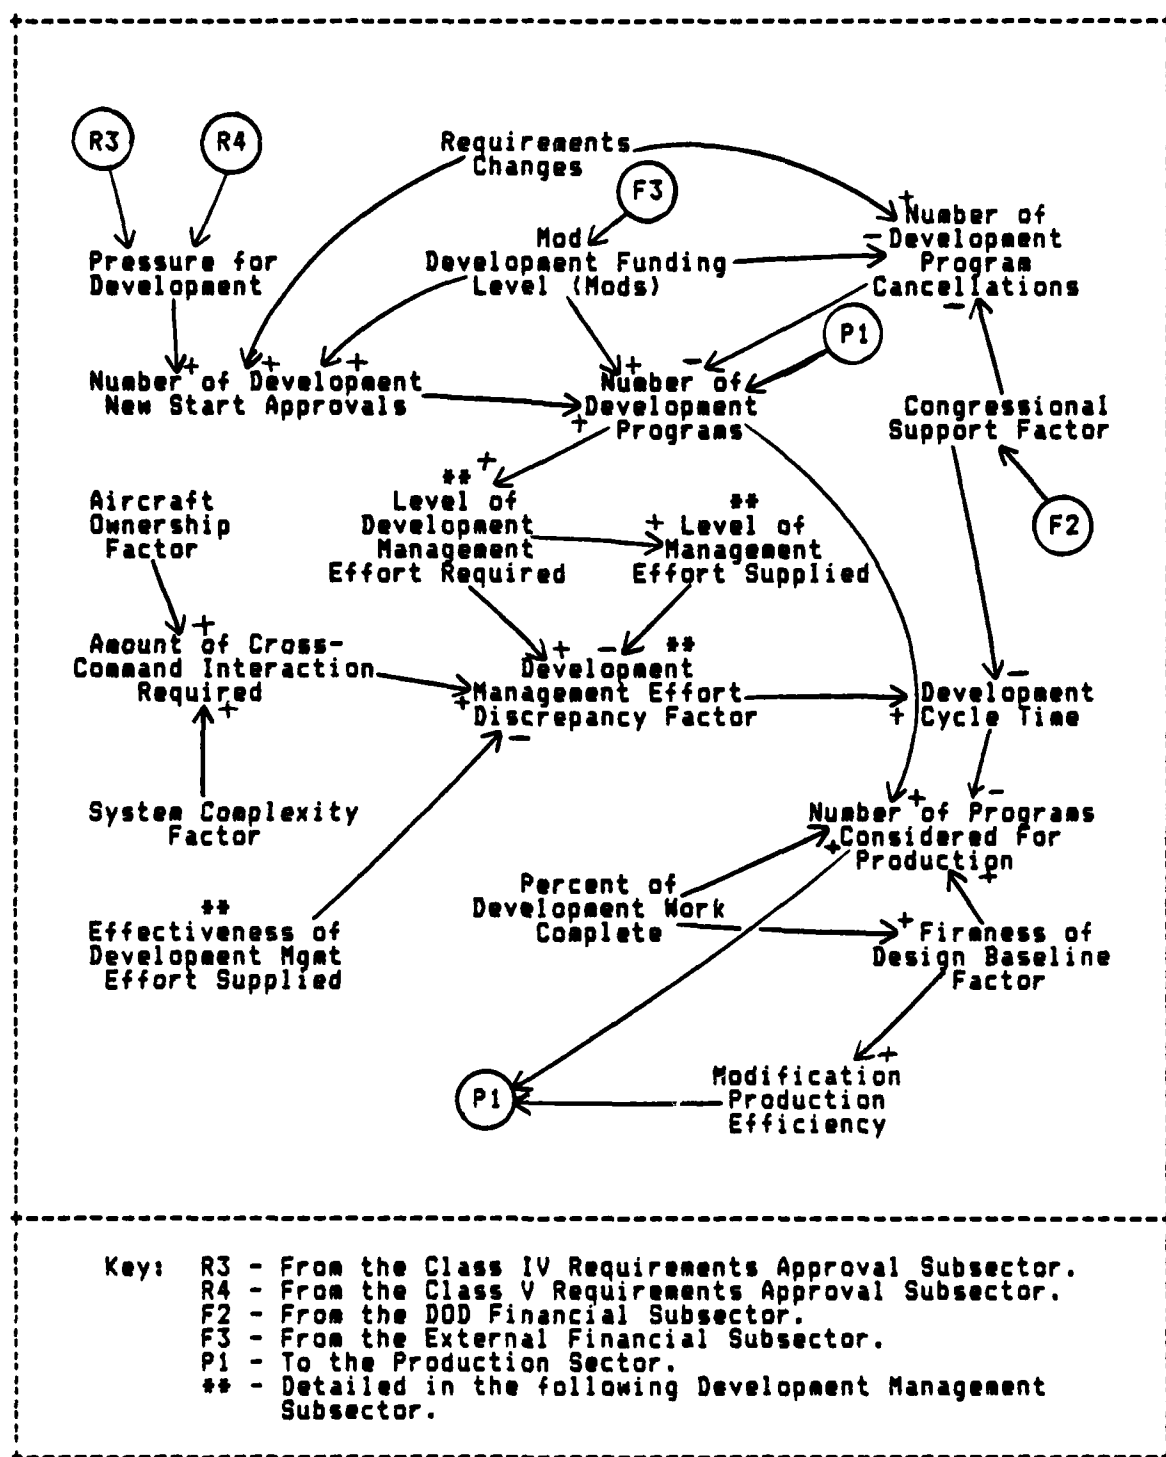 R3
R4
Requirements
Changes
F3
Pressure for
Development
Mod
Development Funding
Level (Mods)
+
Number of
-Development
Program
Cancellations
-
P1
+ + +
Number of Development
New Start Approvals
+ -
Number of
Development
+
Programs
Congressional
Support Factor
F2
Aircraft
Ownership
Factor
+
**
Level of
Development
Management
Effort Required
**
+ Level of
Management
Effort Supplied
+
Amount of Cross-
Command Interaction
Required
+
+ - **
Development
Management Effort
+
Discrepancy Factor
-
-
Development
+ Cycle Time
System Complexity
Factor
+ -
Number of Programs
Considered for
+
Production
+
Percent of
Development Work
Complete
**
Effectiveness of
Development Mgmt
Effort Supplied
+
Firmness of
Design Baseline
Factor
+
Modification
Production
Efficiency
P1
Key: R3 - From the Class IV Requirements Approval Subsector.
R4 - From the Class V Requirements Approval Subsector.
F2 - From the DOD Financial Subsector.
F3 - From the External Financial Subsector.
P1 - To the Production Sector.
** - Detailed in the following Development Management
Subsector.